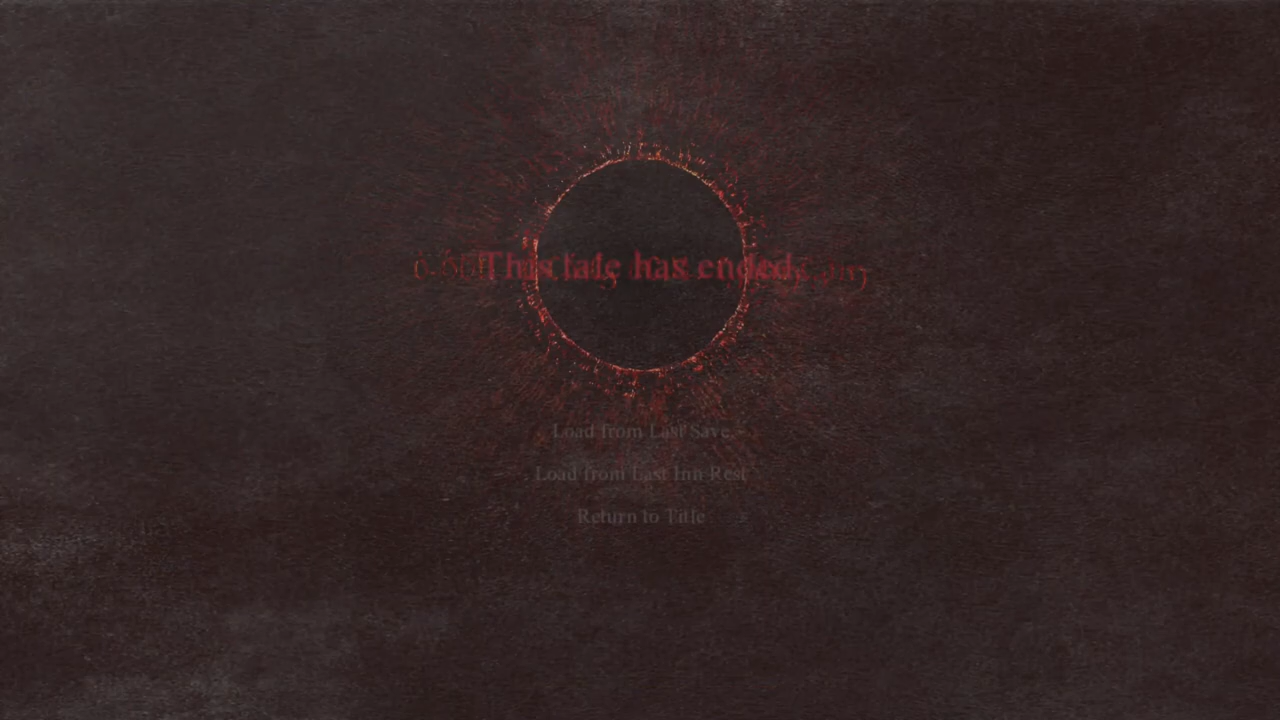 This tale has ended
Load from Last Save
Load from Last Inn Rest
Return to Title